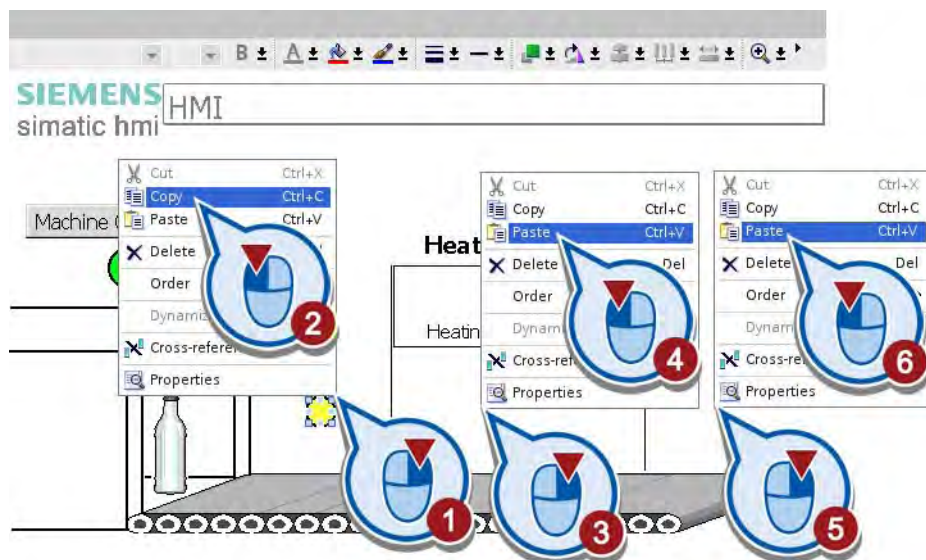 B A
SIEMENS
simatic hmi
HMI
Cut Ctrl+X
Copy Ctrl+C
Paste Ctrl+V
Delete
Order
Cross-refere
Properties
2
Machine
Heat
Heatin
Cut Ctrl+X
Copy Ctrl+C
Paste Ctrl+V
Delete Del
Order
Dynam
Cross-ref
Properties
4
Cut Ctrl+X
Copy Ctrl+C
Paste Ctrl+V
Delete Del
Order
Dynam
Cross-re
Properties
6
1
3
5